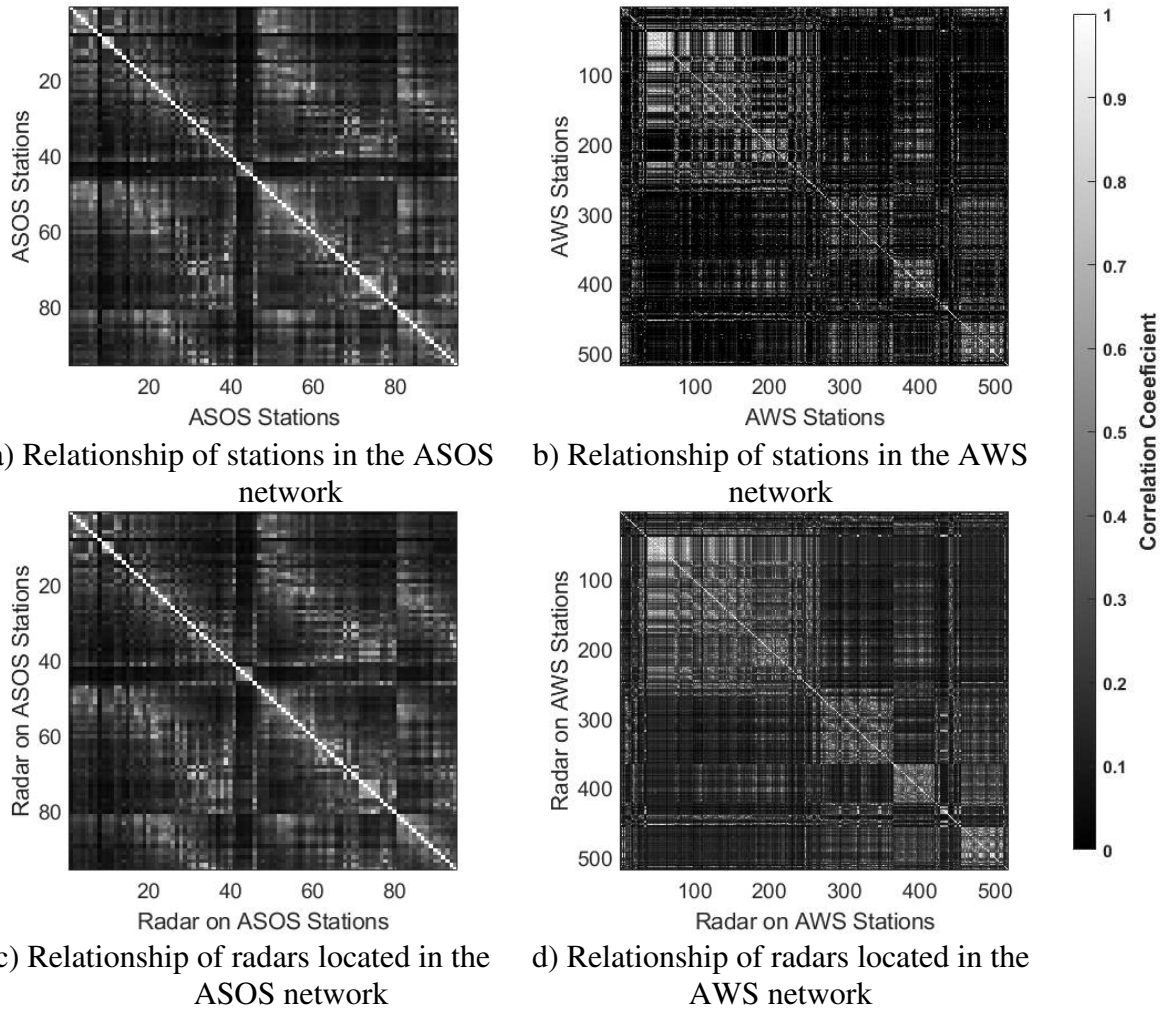 20
40
60
80
ASOS Stations
20
40
60
80
ASOS Stations
a) Relationship of stations in the ASOS
network
100
200
300
400
500
AWS Stations
100
200
300
400
500
AWS Stations
b) Relationship of stations in the AWS
network
20
40
60
80
Radar on ASOS Stations
20
40
60
80
Radar on ASOS Stations
c) Relationship of radars located in the
ASOS network
100
200
300
400
500
Radar on AWS Stations
100
200
300
400
500
Radar on AWS Stations
d) Relationship of radars located in the
AWS network
1
0.9
0.8
0.7
0.6
0.5
0.4
0.3
0.2
0.1
0
Correlation Coeeficient